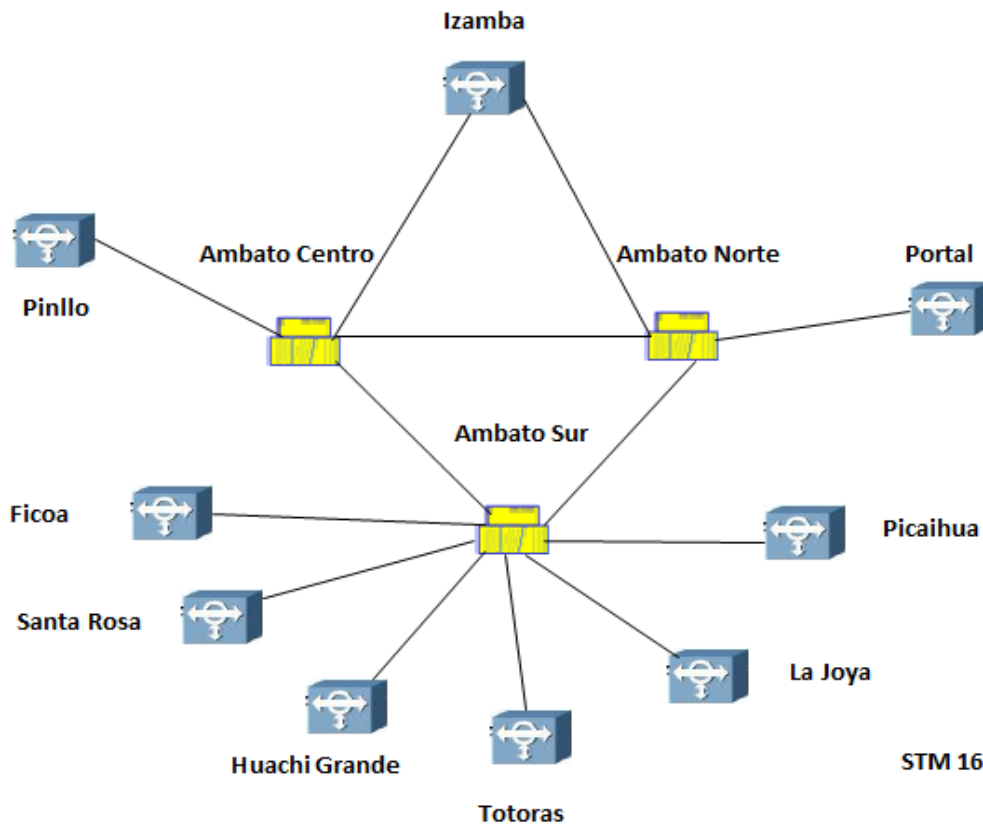 Izamba
Ambato Centro
Ambato Norte
Portal
Pinllo
Ambato Sur
Ficoa
Picaihua
Santa Rosa
La Joya
Huachi Grande
STM 16
Totoras